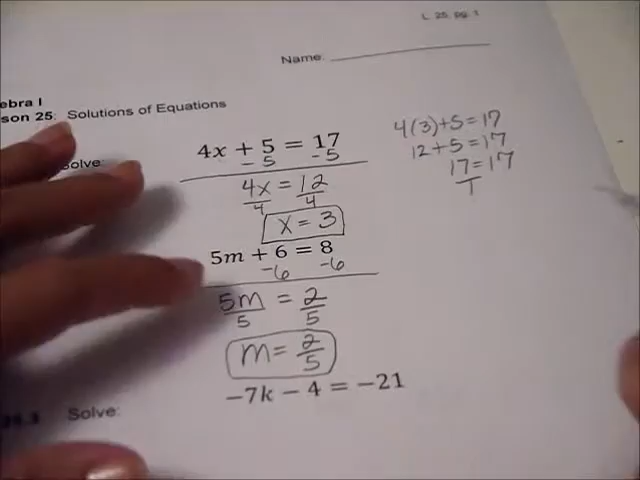 L. 25, pg. 1
Name:
ebra I
son 25: Solutions of Equations
Solve:
4x + 5 = 17
-5 -5
4x = 12
4 4
x = 3
4(3)+5=17
12+5=17
17=17
T
5m + 6 = 8
-6 -6
5m = 2
5 5
m = 2/5
Solve:
-7k - 4 = -21